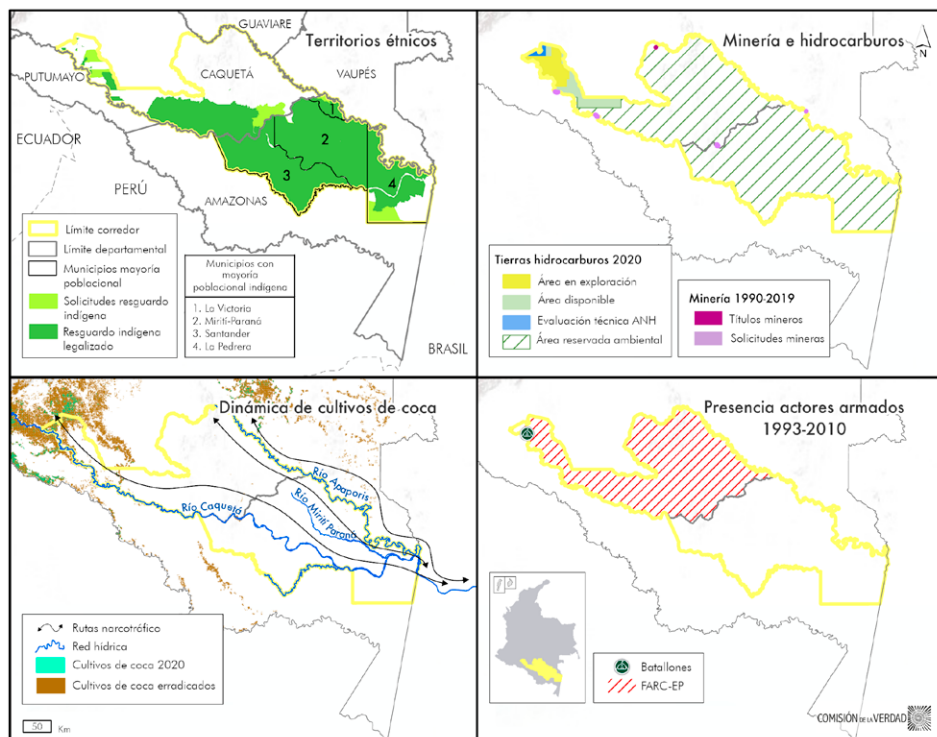 GUAVIARE
Territorios étnicos
CAQUETÁ
VAUPÉS
PUTUMAYO
1
2
ECUADOR
3
4
PERÚ
AMAZONAS
Límite corredor
Límite departamental
Municipios mayoría
poblacional
Solicitudes resguardo
indígena
Resguardo indígena
legalizado
Municipios con
mayoría
poblacional indígena
1. La Victoria
2. Miriti-Paraná
3. Santander
4. La Pedrera
BRASIL
Minería e hidrocarburos
N
Tierras hidrocarburos 2020
Área en exploración
Área disponible
Evaluación técnica ANH
Área reservada ambiental
Minería 1990-2019
Títulos mineros
Solicitudes mineras
Dinámica de cultivos de coca
Río Apaporis
Río Miriti Paraná
Río Caquetá
Rutas narcotráfico
Red hídrica
Cultivos de coca 2020
Cultivos de coca erradicados
50 Km
Presencia actores armados
1993-2010
Batallones
FARC-EP
COMISIÓN DE LA VERDAD